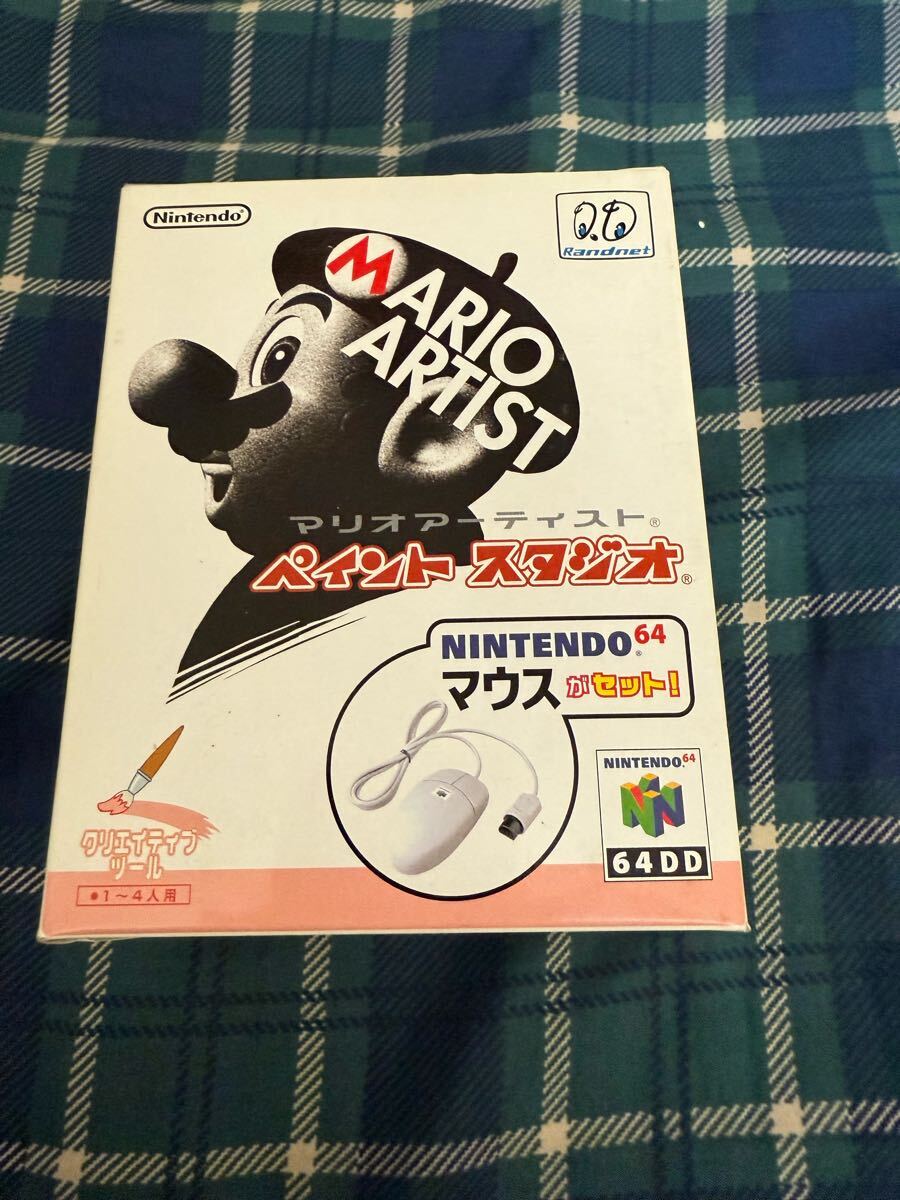 Nintendo®
Randnet
MARIO
ARTIST
マリオアーティスト®
ペイント スタジオ®
NINTENDO®64
マウスがセット!
クリエイティブ
ツール
●1〜4人用
NINTENDO64
64DD